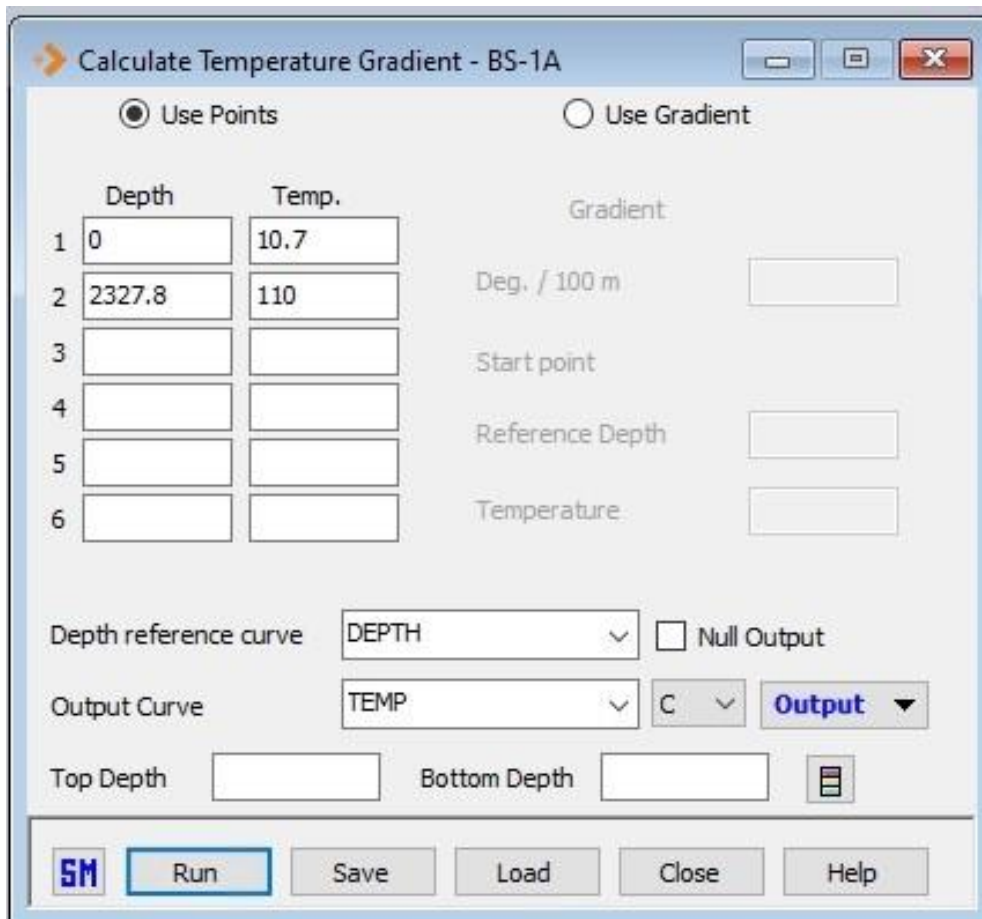 Calculate Temperature Gradient - BS-1A
Use Points Use Gradient
Depth Temp.
Gradient
1 0 10.7
Deg. / 100 m
2 2327.8 110
3
Start point
4
Reference Depth
5
Temperature
6
Depth reference curve DEPTH Null Output
Output Curve TEMP C Output
Top Depth Bottom Depth
SM Run Save Load Close Help